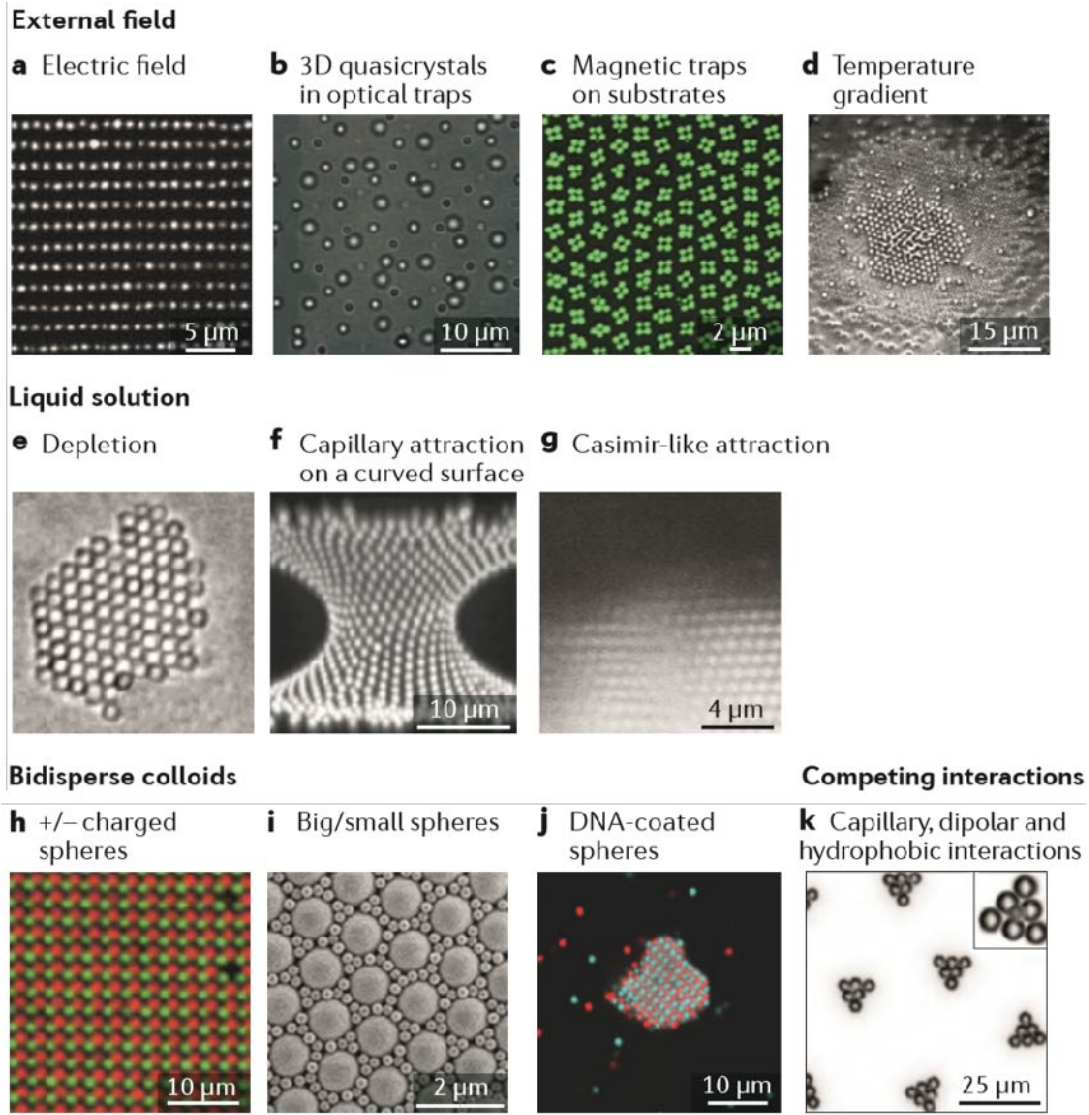 External field
a Electric field
b 3D quasicrystals
in optical traps
c Magnetic traps
on substrates
d Temperature
gradient
5 μm
10 μm
2 μm
15 μm
Liquid solution
e Depletion
f Capillary attraction
on a curved surface
g Casimir-like attraction
10 μm
4 μm
Bidisperse colloids
Competing interactions
h +/– charged
spheres
i Big/small spheres
j DNA-coated
spheres
k Capillary, dipolar and
hydrophobic interactions
10 μm
2 μm
10 μm
25 μm